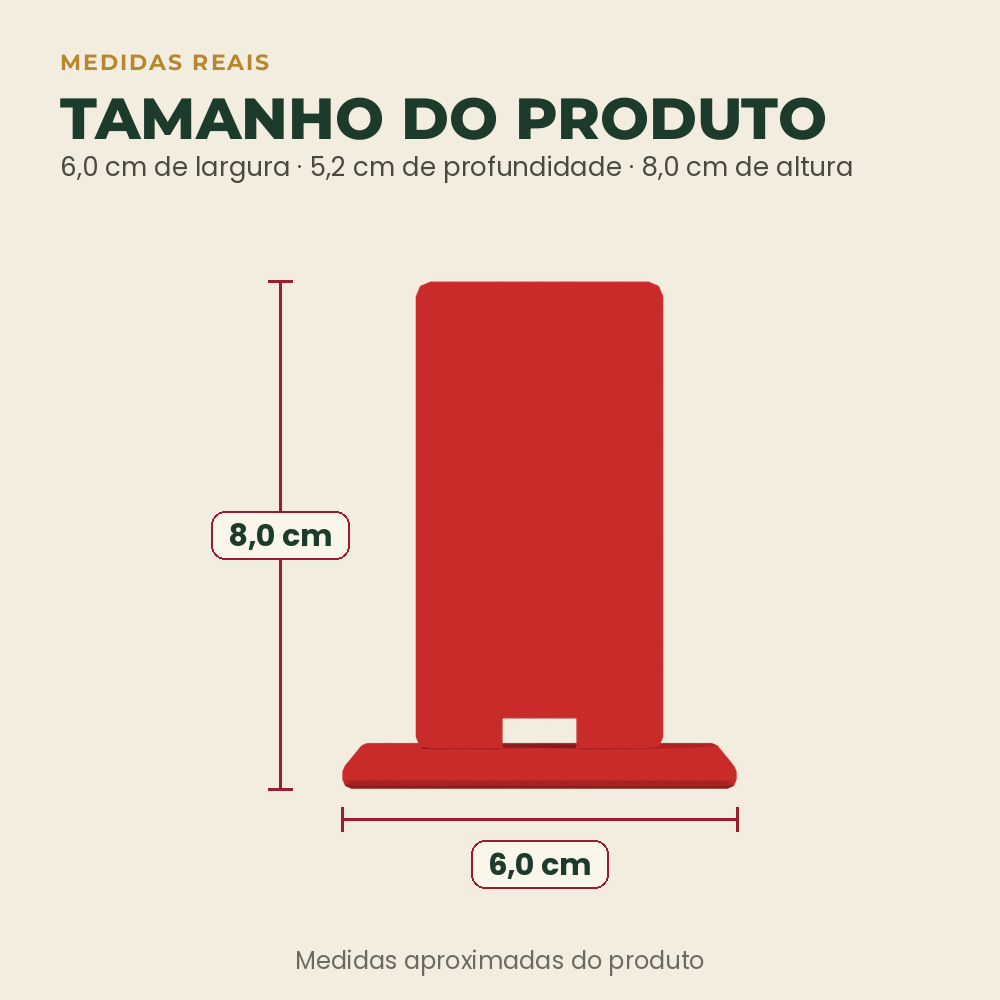 MEDIDAS REAIS
TAMANHO DO PRODUTO
6,0 cm de largura · 5,2 cm de profundidade · 8,0 cm de altura
8,0 cm
6,0 cm
Medidas aproximadas do produto